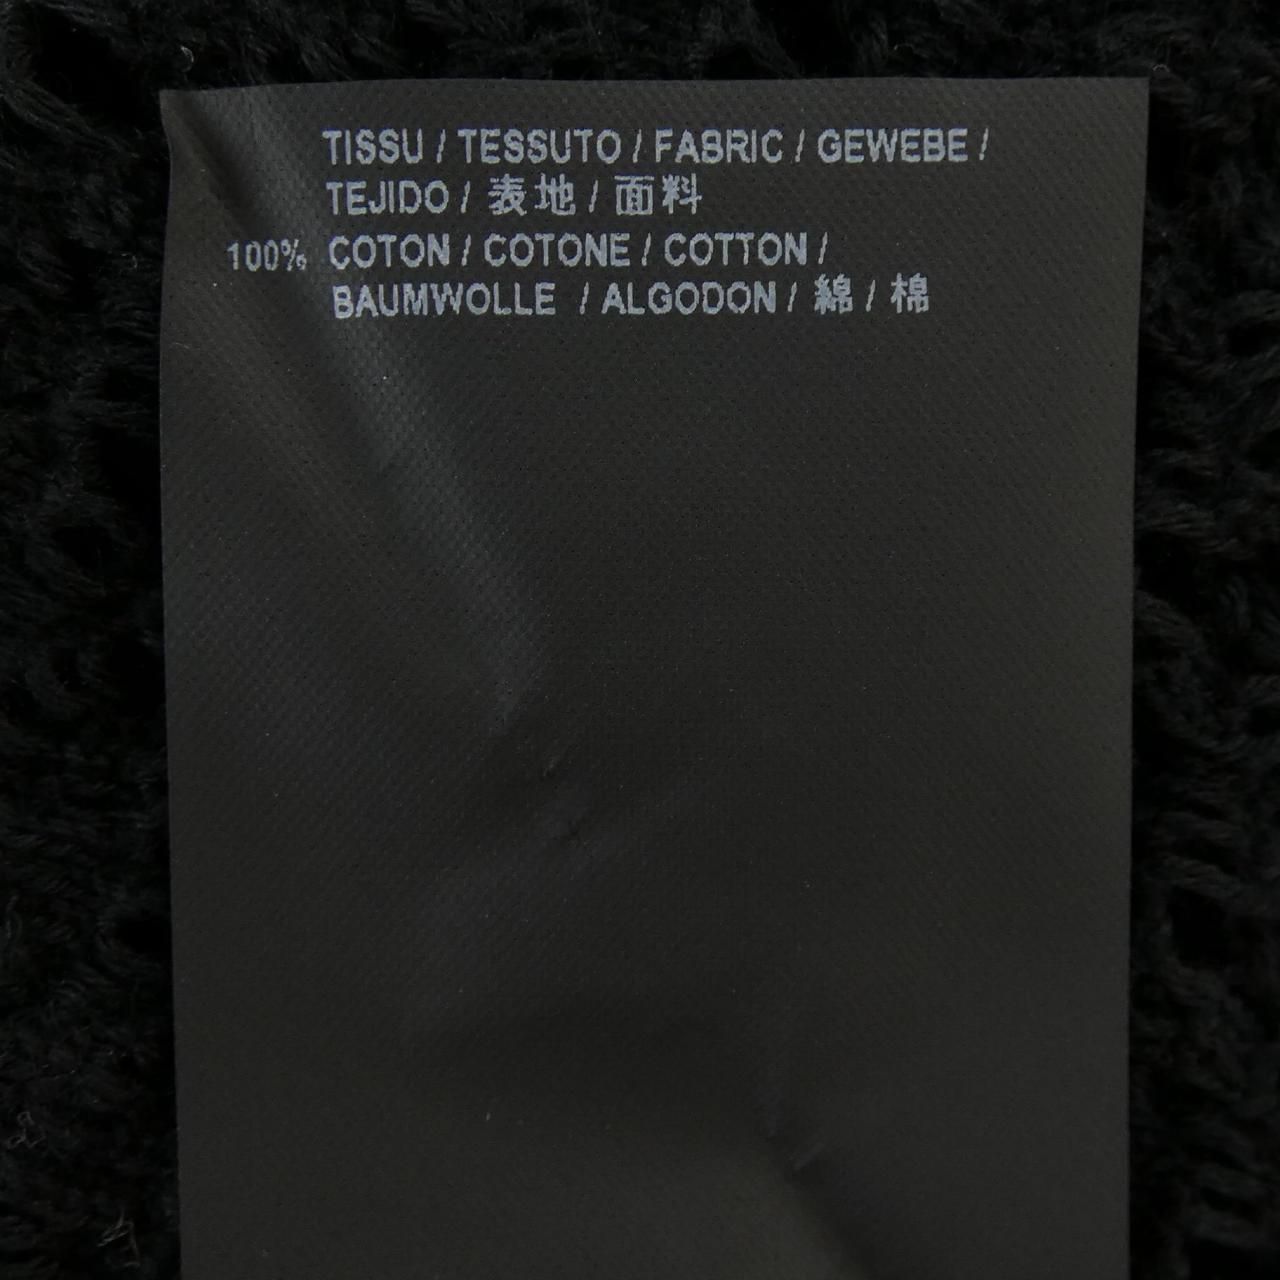 TISSU / TESSUTO / FABRIC / GEWEBE /
TEJIDO / 表地 / 面料
100% COTON / COTONE / COTTON /
BAUMWOLLE / ALGODON / 綿 / 棉